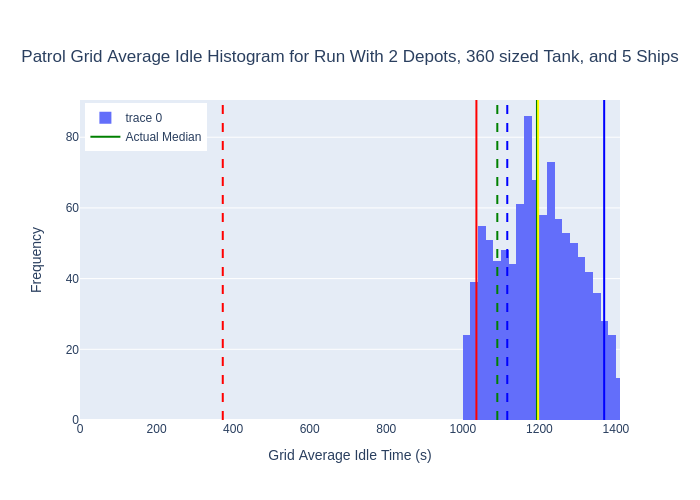 Patrol Grid Average Idle Histogram for Run With 2 Depots, 360 sized Tank, and 5 Ships
trace 0
Actual Median
80
60
40
20
0
Frequency
0 200 400 600 800 1000 1200 1400
Grid Average Idle Time (s)